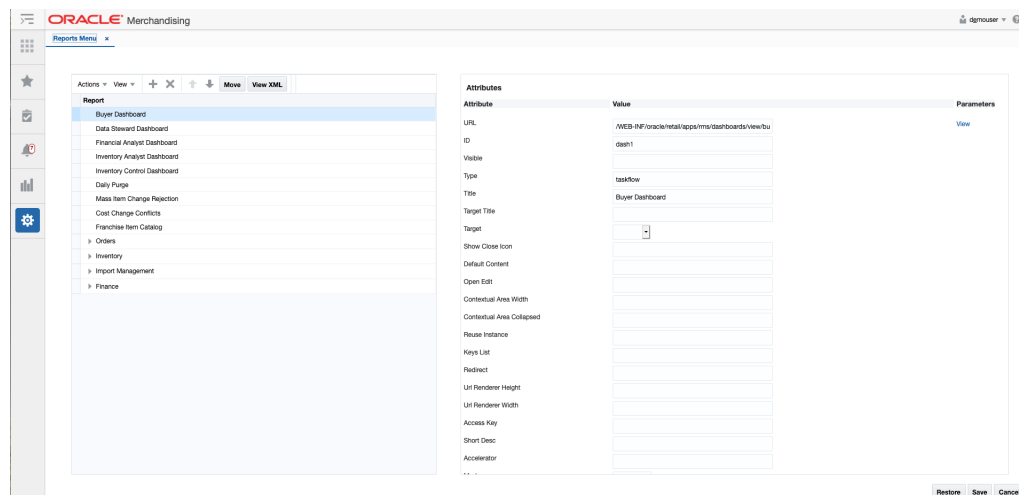 ORACLE® Merchandising
demouser
Reports Menu ×
Actions View Move View XML
Report
Buyer Dashboard
Data Steward Dashboard
Financial Analyst Dashboard
Inventory Analyst Dashboard
Inventory Control Dashboard
Daily Purge
Mass Item Change Rejection
Cost Change Conflicts
Franchise Item Catalog
Orders
Inventory
Import Management
Finance
Attributes
Attribute Value Parameters
URL /WEB-INF/oracle/retail/apps/rms/dashboards/view/bu View
ID dash1
Visible
Type taskflow
Title Buyer Dashboard
Target Title
Target
Show Close Icon
Default Content
Open Edit
Contextual Area Width
Contextual Area Collapsed
Reuse Instance
Keys List
Redirect
Url Renderer Height
Url Renderer Width
Access Key
Short Desc
Accelerator
Restore Save Cancel